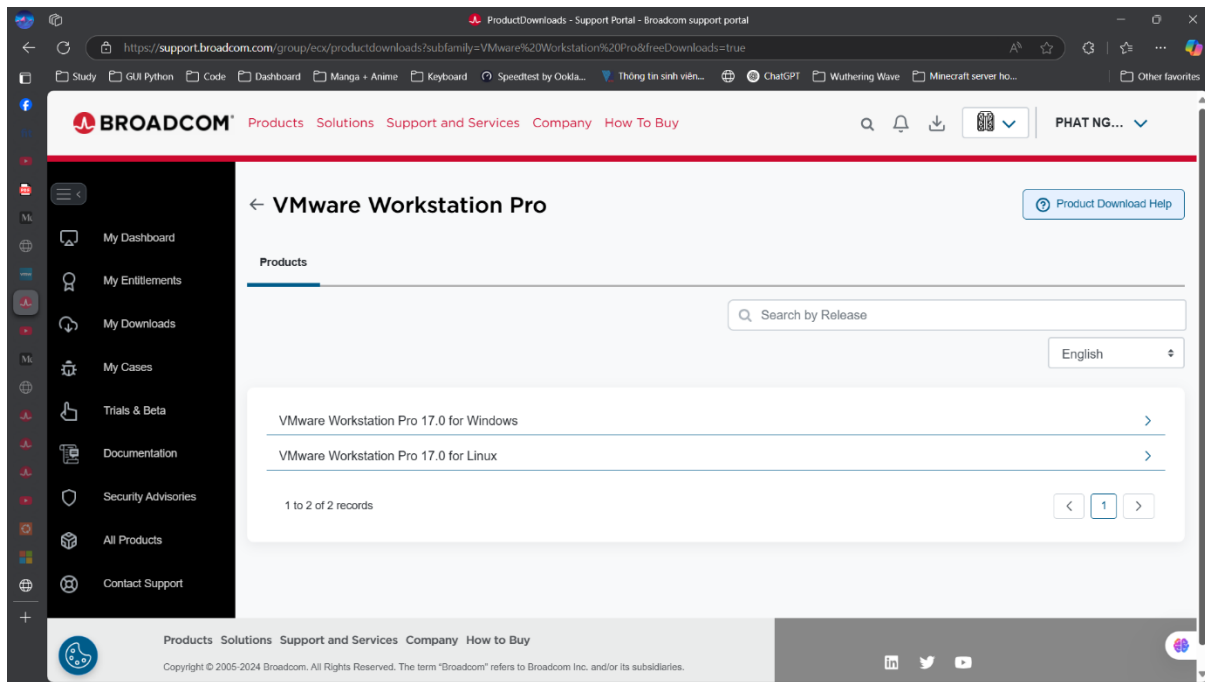 ProductDownloads - Support Portal - Broadcom support portal
https://support.broadcom.com/group/ecx/productdownloads?subfamily=VMware%20Workstation%20Pro&freeDownloads=true
Study GUI Python Code Dashboard Manga + Anime Keyboard Speedtest by Ookla... Thông tin sinh viên... ChatGPT Wuthering Wave Minecraft server ho... Other favorites
BROADCOM Products Solutions Support and Services Company How To Buy PHAT NG...
VMware Workstation Pro
Product Download Help
My Dashboard
Products
My Entitlements
My Downloads
Search by Release
English
My Cases
Trials & Beta
VMware Workstation Pro 17.0 for Windows
Documentation
VMware Workstation Pro 17.0 for Linux
Security Advisories
1 to 2 of 2 records
1
All Products
Contact Support
Products Solutions Support and Services Company How to Buy
Copyright © 2005-2024 Broadcom. All Rights Reserved. The term "Broadcom" refers to Broadcom Inc. and/or its subsidiaries.